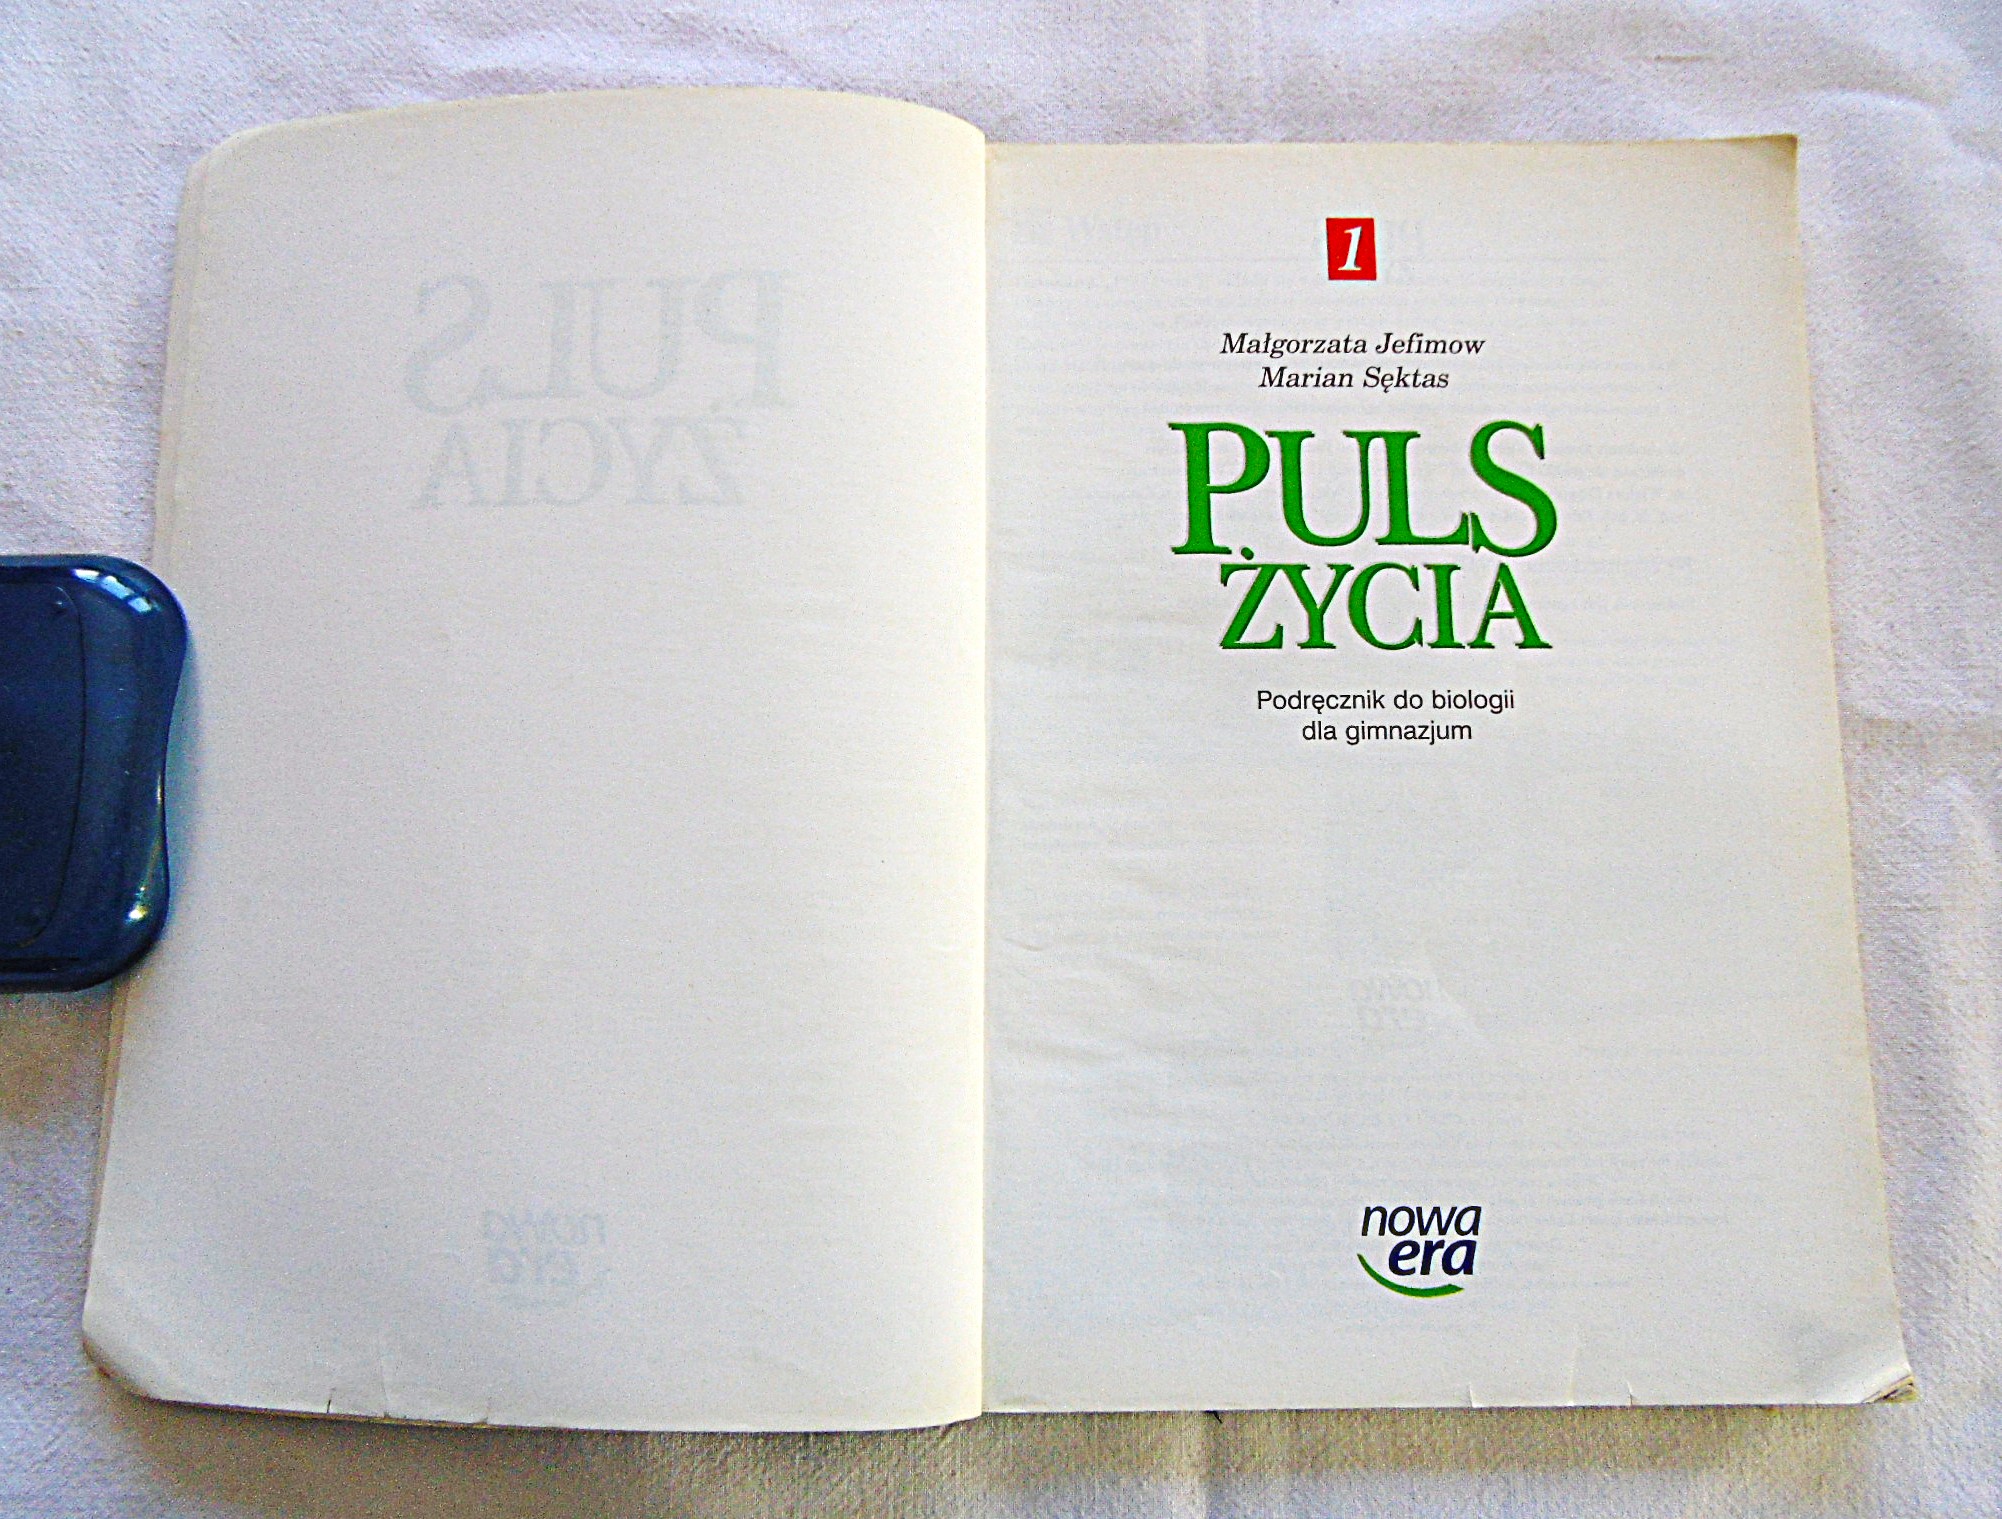 1
Małgorzata Jefimow
Marian Sęktas
PULS
ŻYCIA
Podręcznik do biologii
dla gimnazjum
nowa
era